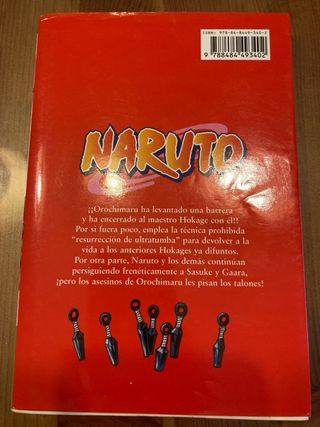 ISBN: 978-84-8449-340-2
9 788484 493402
NARUTO
¡¡Orochimaru ha levantado una barrera
y ha encerrado al maestro Hokage con él!!
Por si fuera poco, emplea la técnica prohibida
“resurrección de ultratumba” para devolver a
la vida a los anteriores Hokages ya difuntos.
Por otra parte, Naruto y los demás continúan
persiguiendo frenéticamente a Sasuke y Gaara,
¡pero los asesinos de Orochimaru les pisan los talones!